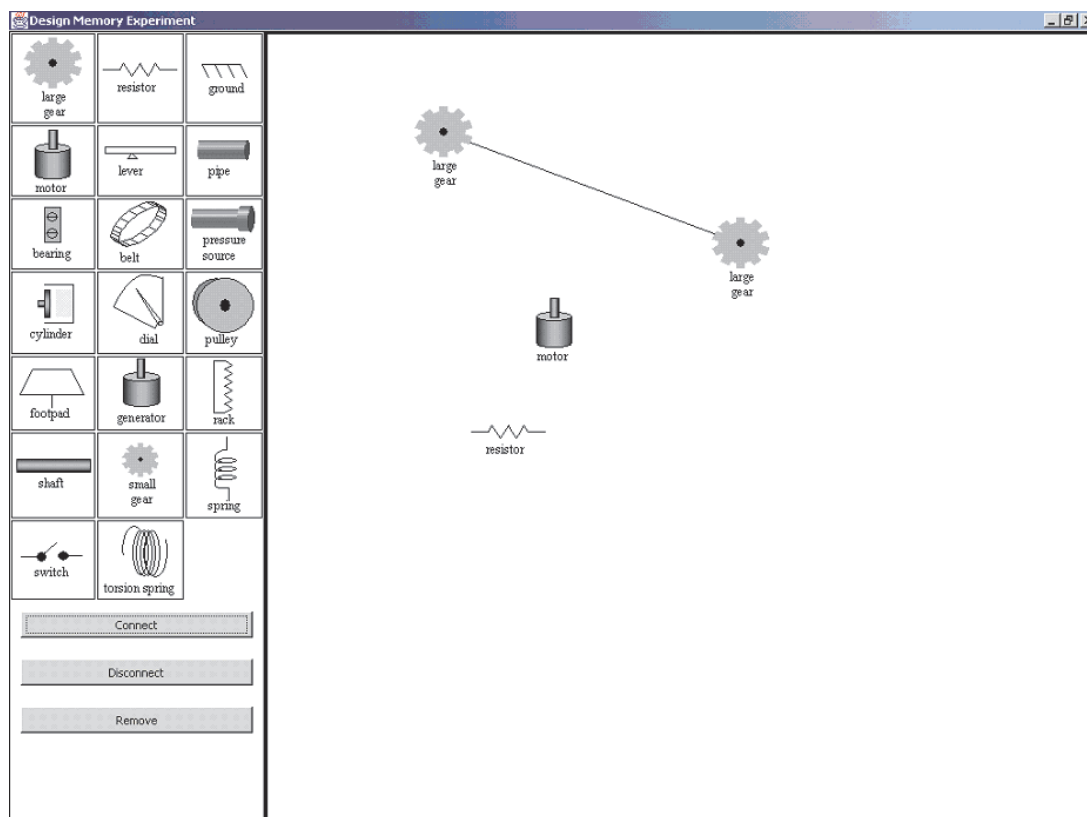 Design Memory Experiment
large
gear
resistor
ground
motor
lever
pipe
bearing
belt
pressure
source
cylinder
dial
pulley
footpad
generator
rack
shaft
small
gear
spring
switch
torsion spring
Connect
Disconnect
Remove
large
gear
large
gear
motor
resistor